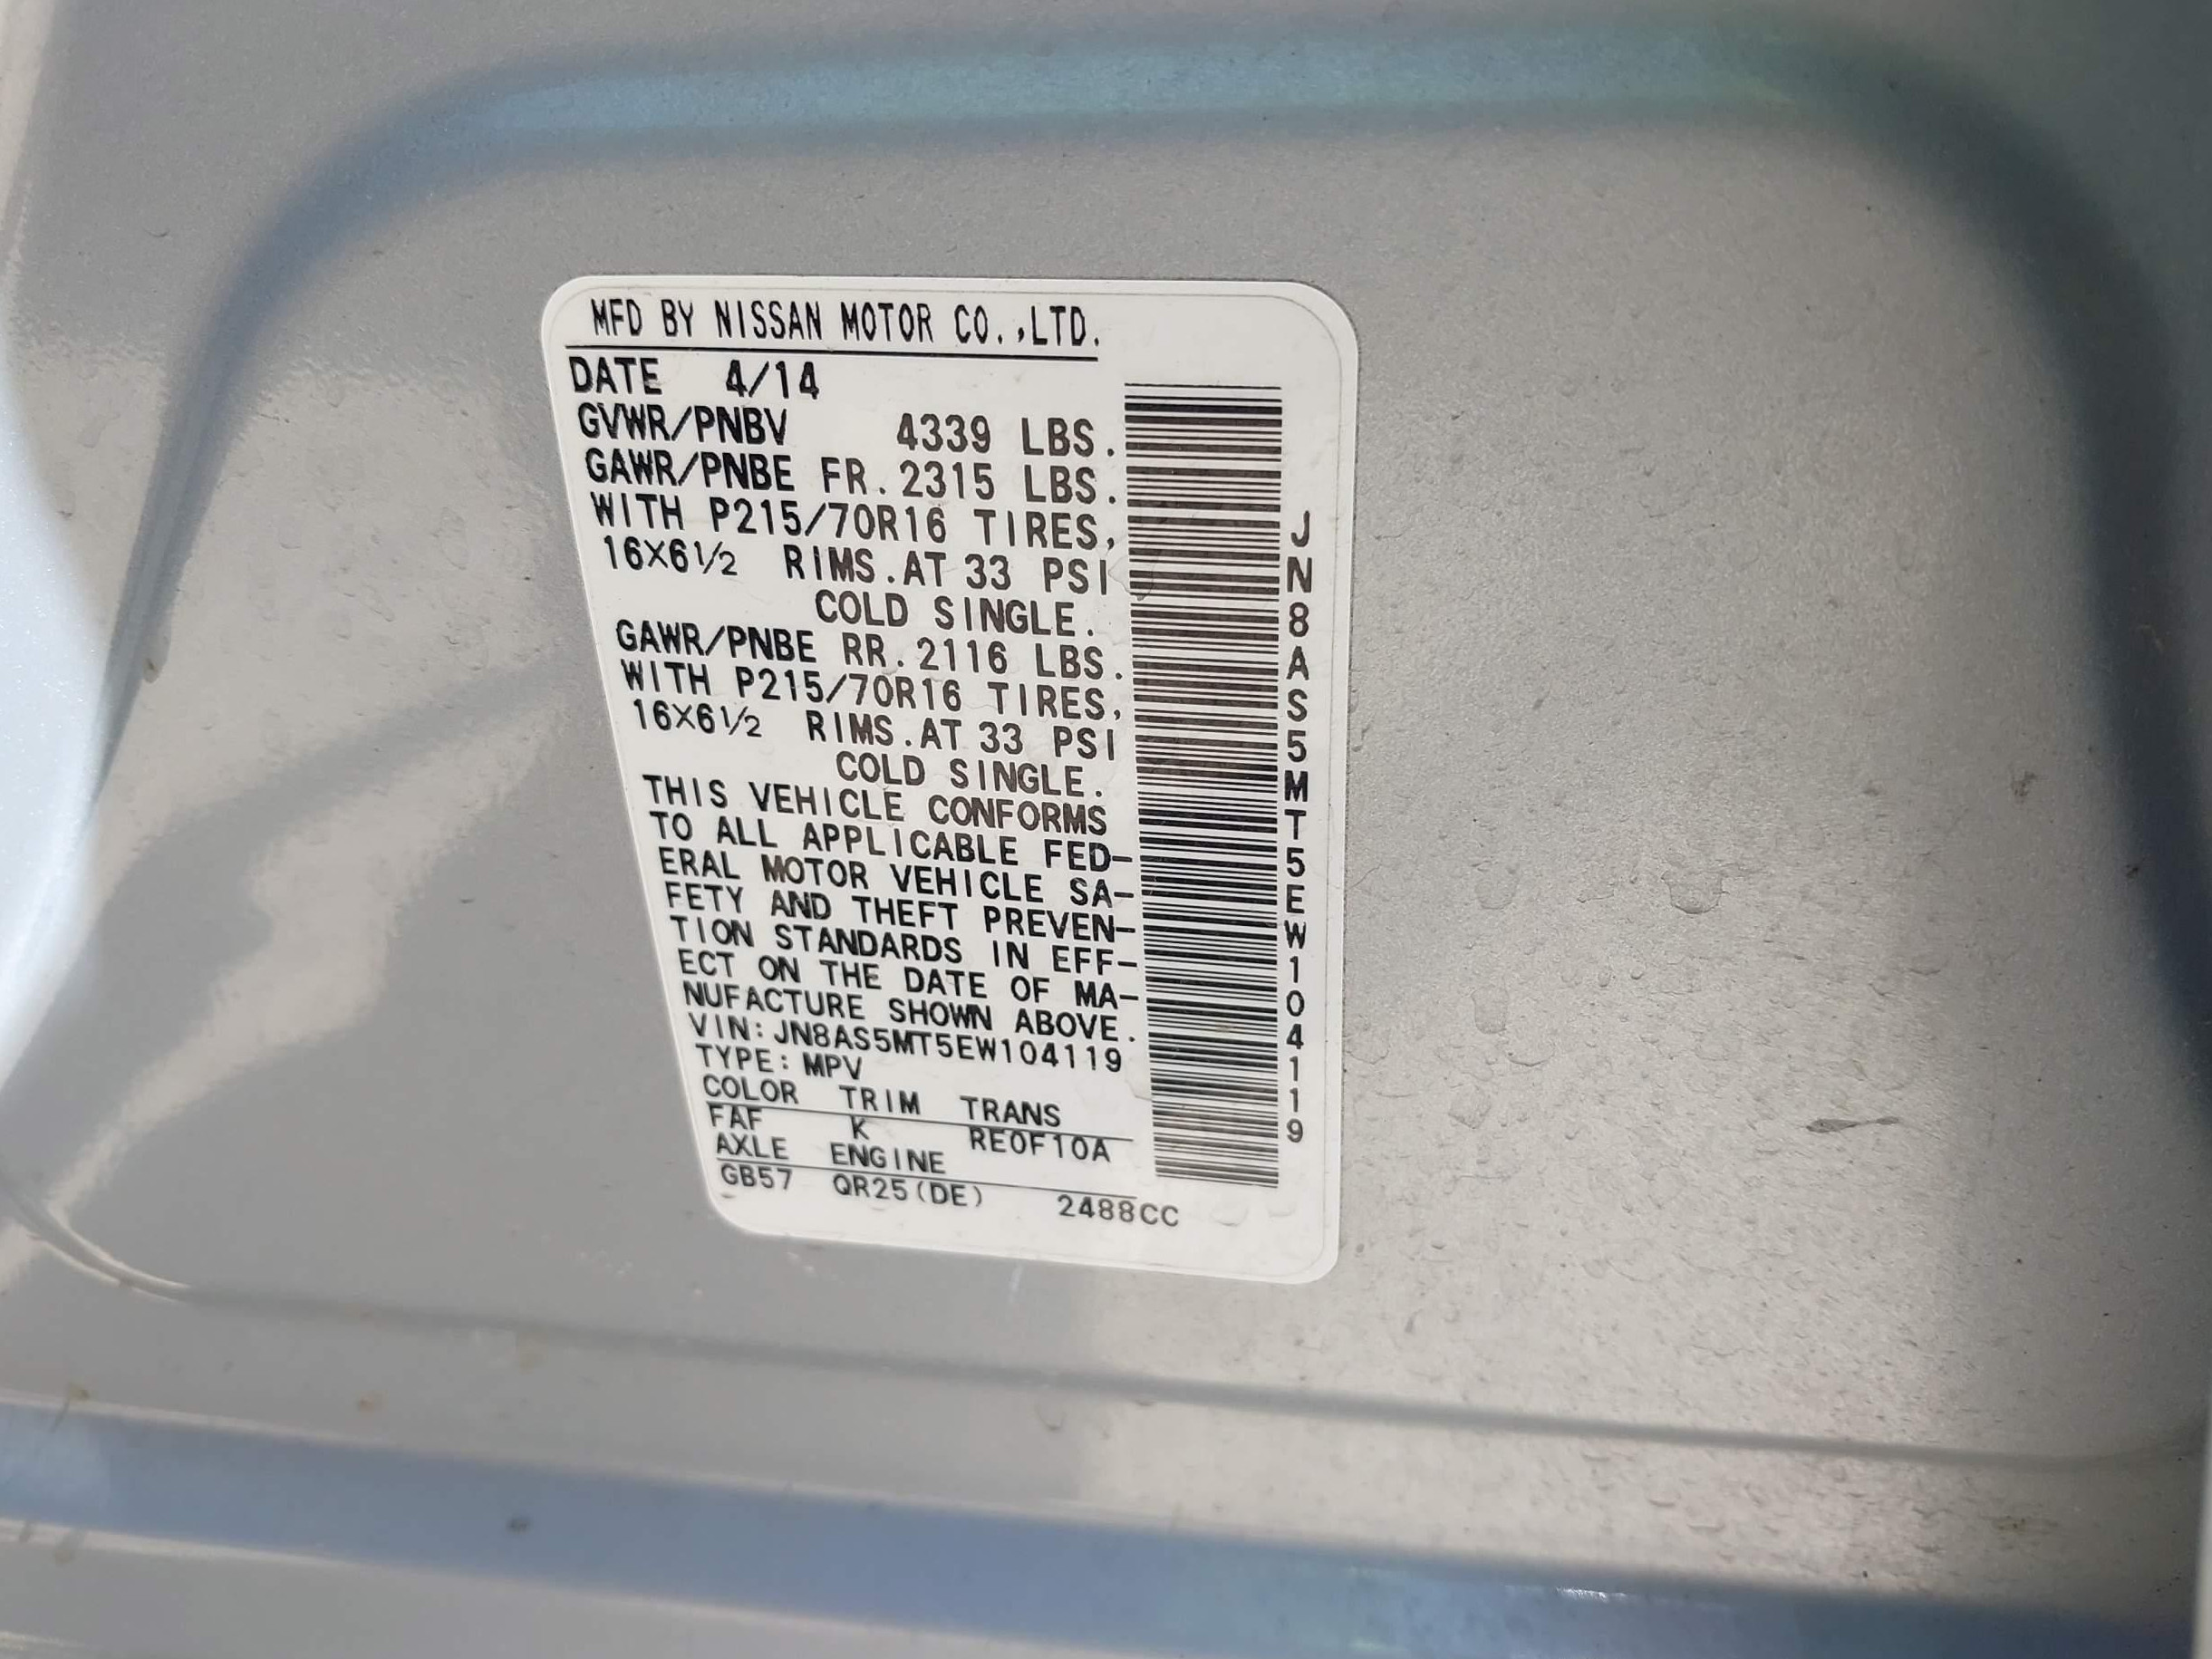 MFD BY NISSAN MOTOR CO.,LTD.
DATE 4/14
GVWR/PNBV 4339 LBS.
GAWR/PNBE FR.2315 LBS.
WITH P215/70R16 TIRES,
16X6½ RIMS.AT 33 PSI
COLD SINGLE.
GAWR/PNBE RR.2116 LBS.
WITH P215/70R16 TIRES,
16X6½ RIMS.AT 33 PSI
COLD SINGLE.
THIS VEHICLE CONFORMS
TO ALL APPLICABLE FED-
ERAL MOTOR VEHICLE SA-
FETY AND THEFT PREVEN-
TION STANDARDS IN EFF-
ECT ON THE DATE OF MA-
NUFACTURE SHOWN ABOVE.
VIN:JN8AS5MT5EW104119
TYPE:MPV
COLOR TRIM TRANS
FAF K RE0F10A
AXLE ENGINE
GB57 QR25(DE) 2488CC
JN8AS5MT5EW104119